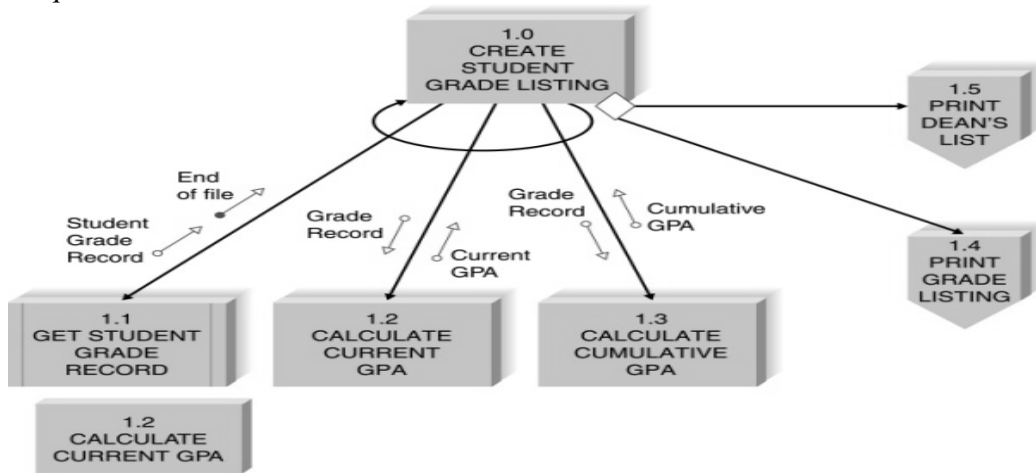 1.0
CREATE
STUDENT
GRADE LISTING
1.5
PRINT
DEAN'S
LIST
End
of file
Student
Grade
Record
Grade
Record
Current
GPA
Grade
Record
Cumulative
GPA
1.4
PRINT
GRADE
LISTING
1.1
GET STUDENT
GRADE
RECORD
1.2
CALCULATE
CURRENT
GPA
1.3
CALCULATE
CUMULATIVE
GPA
1.2
CALCULATE
CURRENT GPA